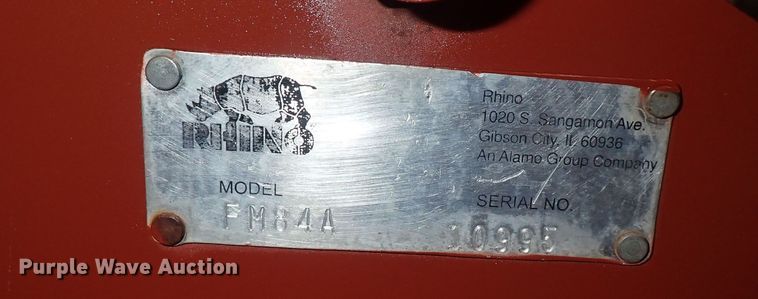 RHINO
Rhino
1020 S. Sangamon Ave.
Gibson City, IL 60936
An Alamo Group Company
MODEL
FM84A
SERIAL NO.
10995
Purple Wave Auction